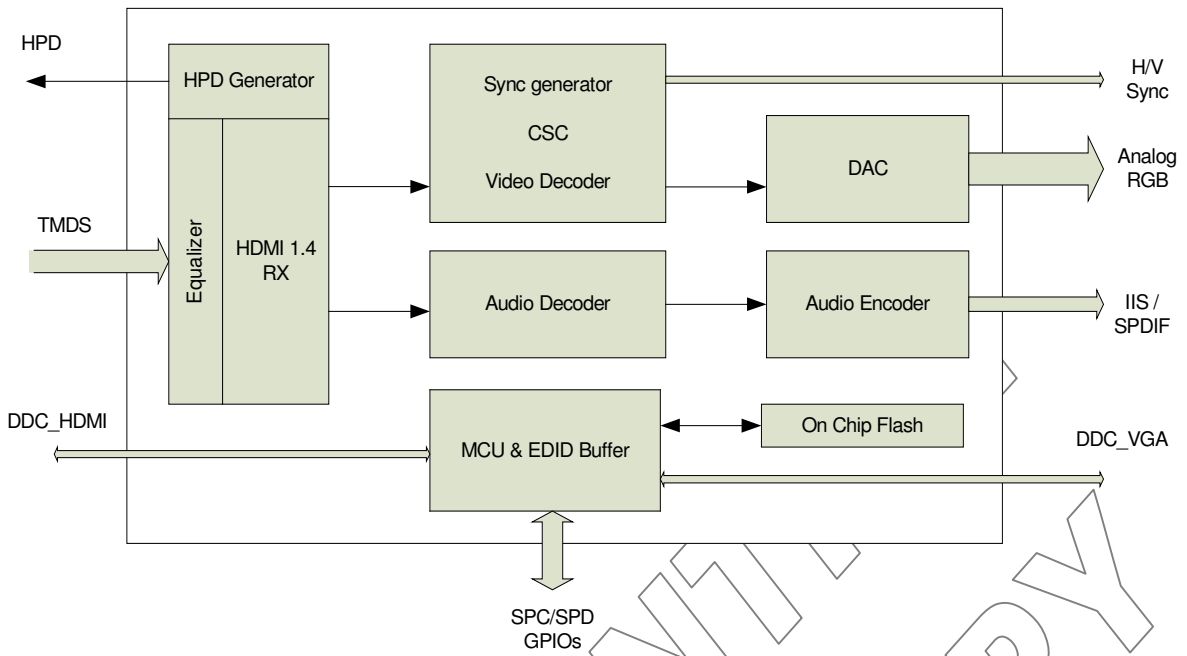 HPD
HPD Generator
Sync generator
CSC
Video Decoder
H/V
Sync
DAC
Analog
RGB
TMDS
Equalizer
HDMI 1.4
RX
Audio Decoder
Audio Encoder
IIS /
SPDIF
DDC_HDMI
MCU & EDID Buffer
On Chip Flash
DDC_VGA
SPC/SPD
GPIOs